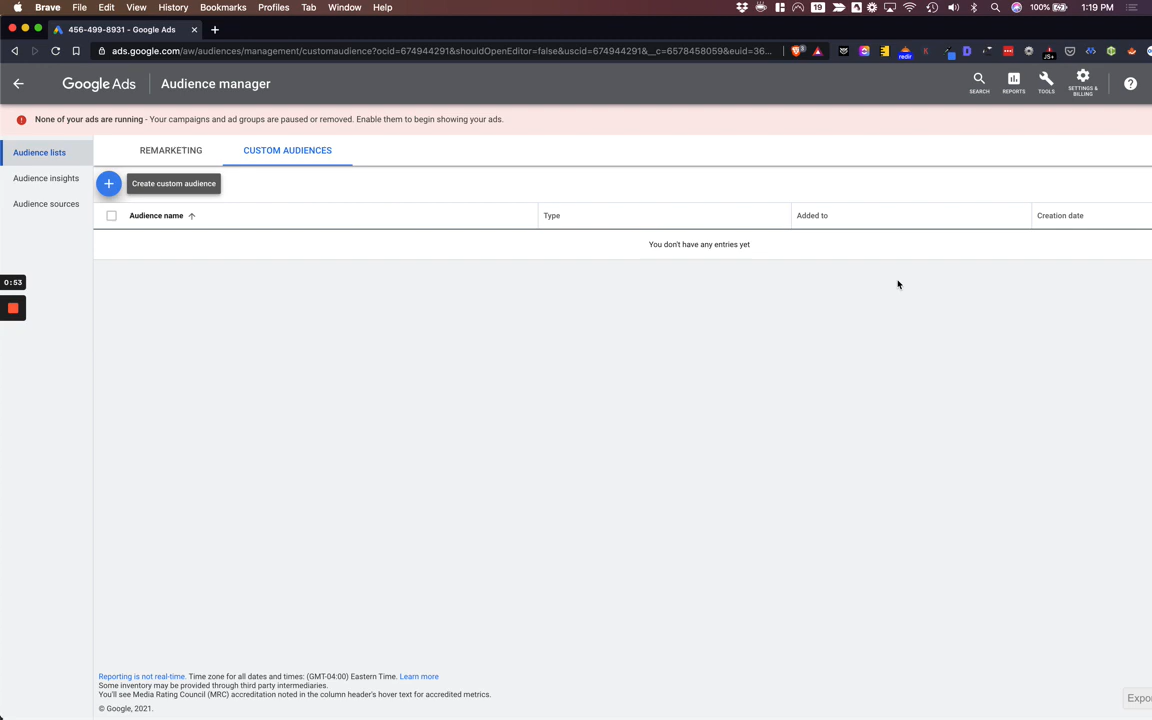 Brave File Edit View History Bookmarks Profiles Tab Window Help 19 100% 1:19 PM
456-499-8931 - Google Ads
ads.google.com/aw/audiences/management/customaudience?ocid=674944291&shouldOpenEditor=false&uscid=674944291&__c=6578458059&euid=36...
3 redir JS+
Google Ads Audience manager
SEARCH REPORTS TOOLS SETTINGS & BILLING
None of your ads are running - Your campaigns and ad groups are paused or removed. Enable them to begin showing your ads.
Audience lists
Audience insights
Audience sources
REMARKETING CUSTOM AUDIENCES
Create custom audience
Audience name Type Added to Creation date
You don't have any entries yet
0:53
Reporting is not real-time. Time zone for all dates and times: (GMT-04:00) Eastern Time. Learn more
Some inventory may be provided through third party intermediaries.
You'll see Media Rating Council (MRC) accreditation noted in the column header's hover text for accredited metrics.
© Google, 2021.
Expo